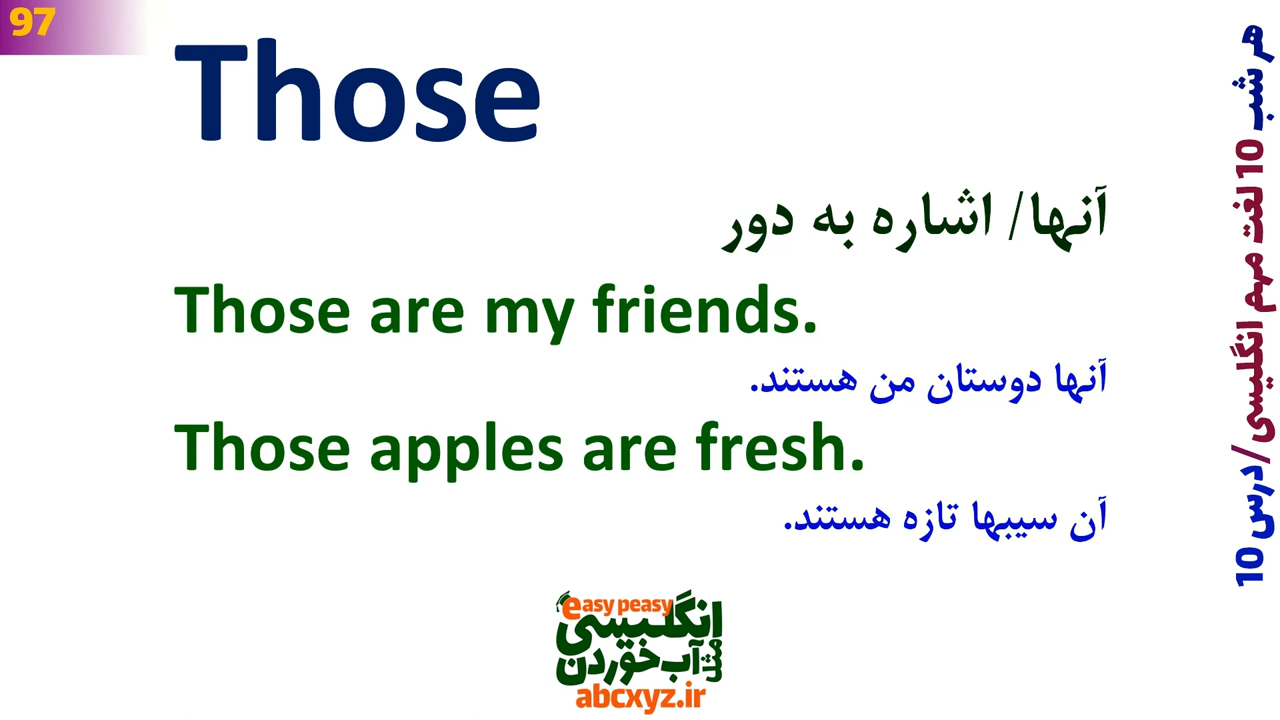 97
Those
آنها/ اشاره به دور
Those are my friends.
آنها دوستان من هستند.
Those apples are fresh.
آن سیبها تازه هستند.
هر شب 10 لغت مهم انگلیسی/درس 10
easy peasy
انگلیسی
مثل آب خوردن
abcxyz.ir